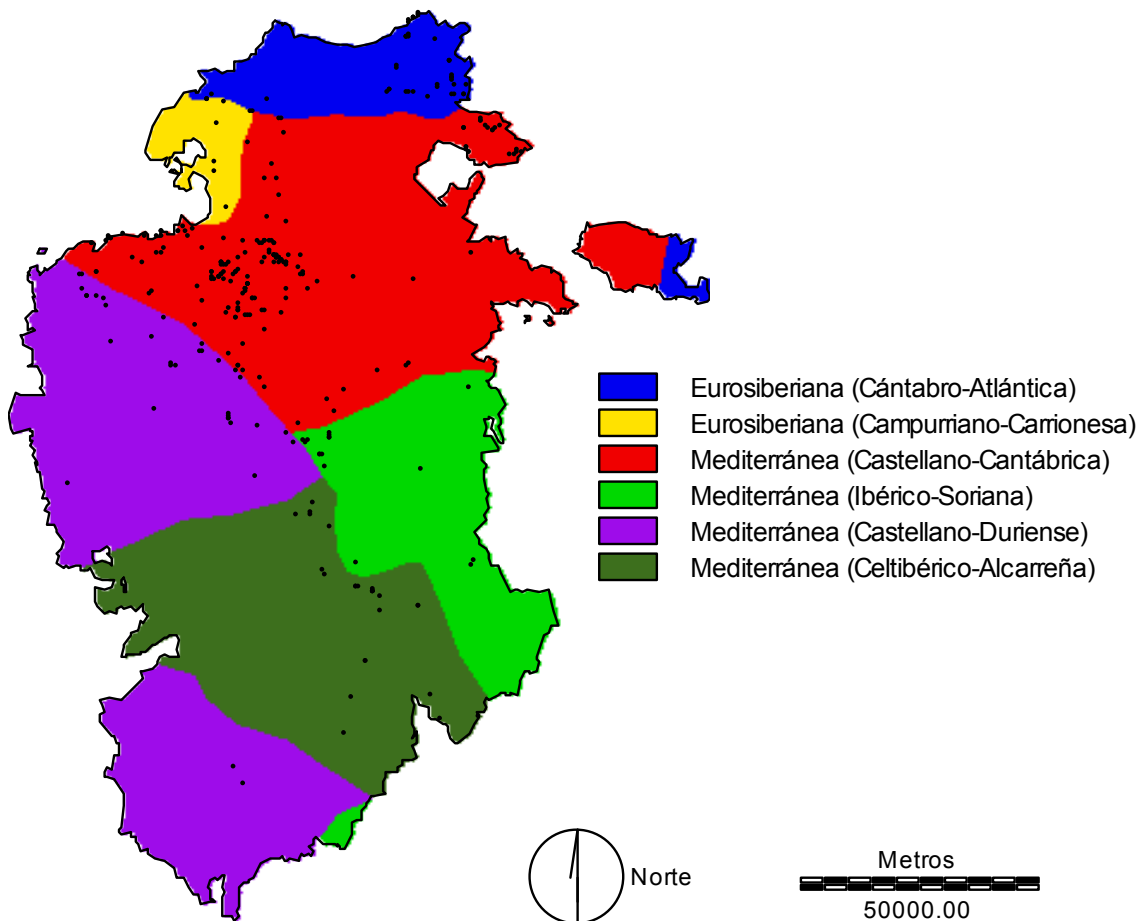 Eurosiberiana (Cántabro-Atlántica)
Eurosiberiana (Campurriano-Carrionesa)
Mediterránea (Castellano-Cantábrica)
Mediterránea (Ibérico-Soriana)
Mediterránea (Castellano-Duriense)
Mediterránea (Celtibérico-Alcarreña)
Norte
Metros
50000.00